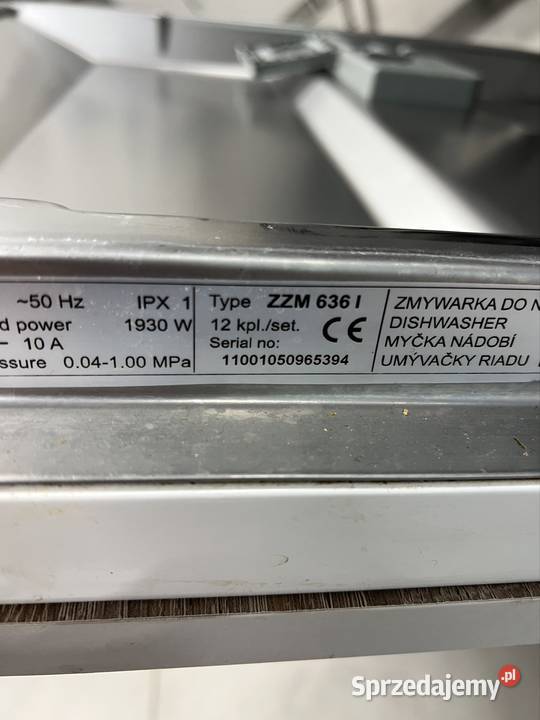 ~50 Hz IPX 1
d power 1930 W
10 A
ssure 0.04-1.00 MPa
Type ZZM 636 I
12 kpl./set. CE
Serial no:
11001050965394
ZMYWARKA DO N
DISHWASHER
MYČKA NÁDOBÍ
UMÝVAČKY RIADU
Sprzedajemy.pl